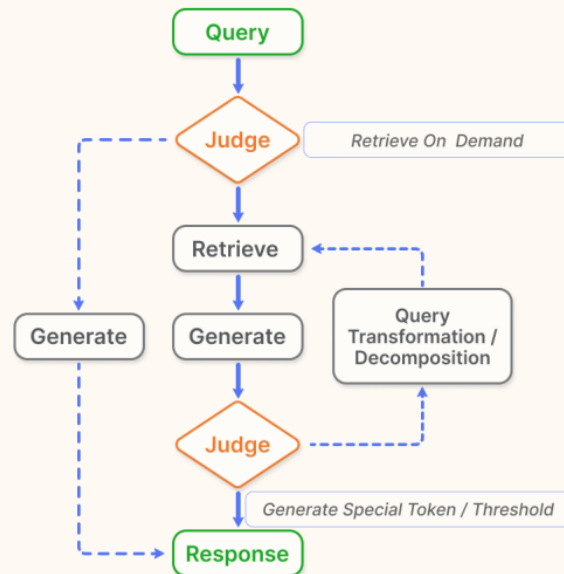 Query
Judge
Retrieve On Demand
Retrieve
Generate
Generate
Query
Transformation /
Decomposition
Judge
Generate Special Token / Threshold
Response